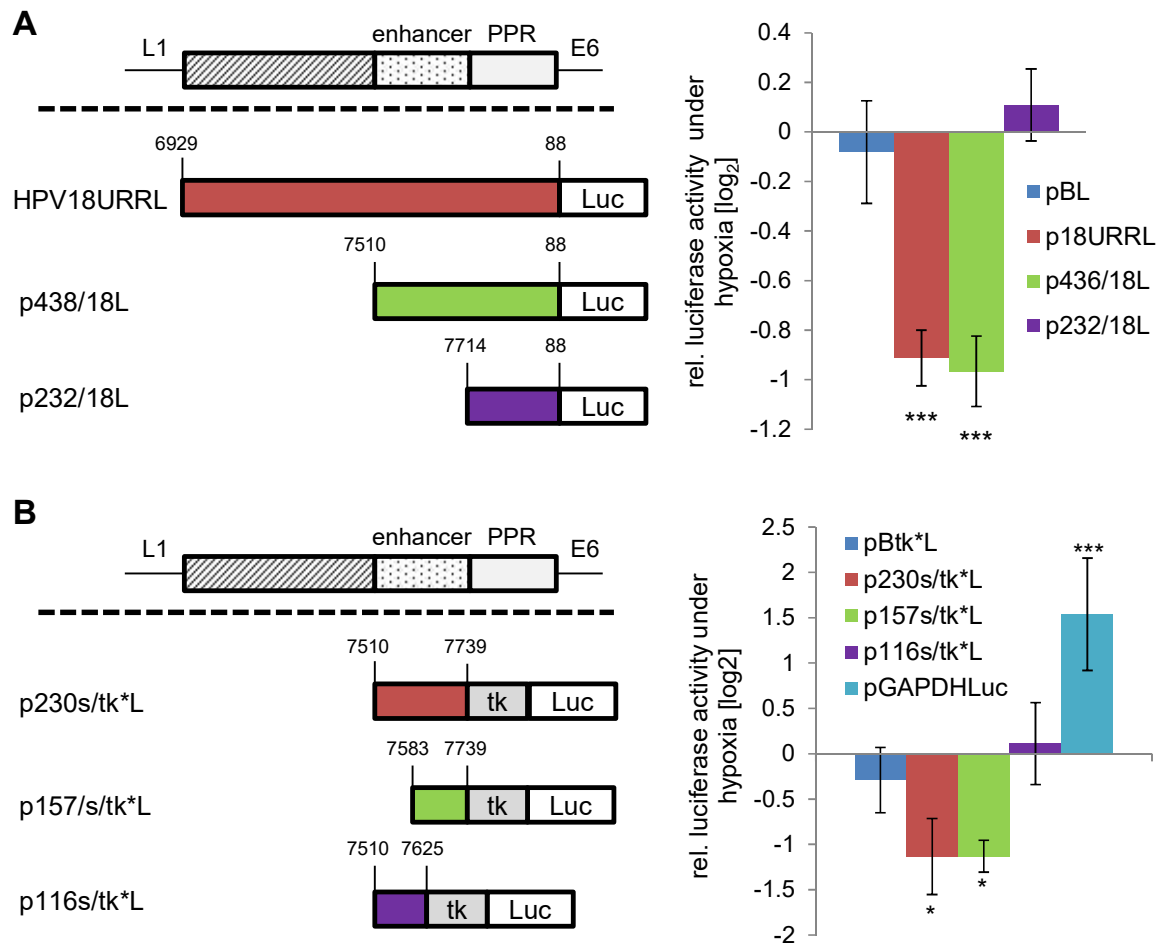 A
L1
enhancer
PPR
E6
6929
88
HPV18URRL
Luc
7510
88
p438/18L
Luc
7714
88
p232/18L
Luc
rel. luciferase activity under
hypoxia [log2]
0.4
0.2
0
-0.2
-0.4
-0.6
-0.8
-1
-1.2
***
***
pBL
p18URRL
p436/18L
p232/18L
B
L1
enhancer
PPR
E6
7510
7739
p230s/tk*L
tk
Luc
7583
7739
p157/s/tk*L
tk
Luc
7510
7625
p116s/tk*L
tk
Luc
rel. luciferase activity under
hypoxia [log2]
2.5
2
1.5
1
0.5
0
-0.5
-1
-1.5
-2
pBtk*L
p230s/tk*L
p157s/tk*L
p116s/tk*L
pGAPDHLuc
***
*
*